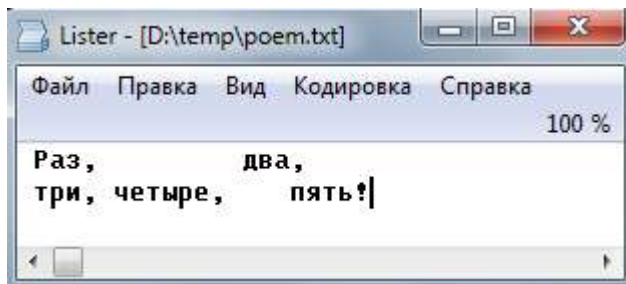 Lister - [D:\temp\poem.txt]
Файл Правка Вид Кодировка Справка
100 %
Раз, два,
три, четыре, пять!